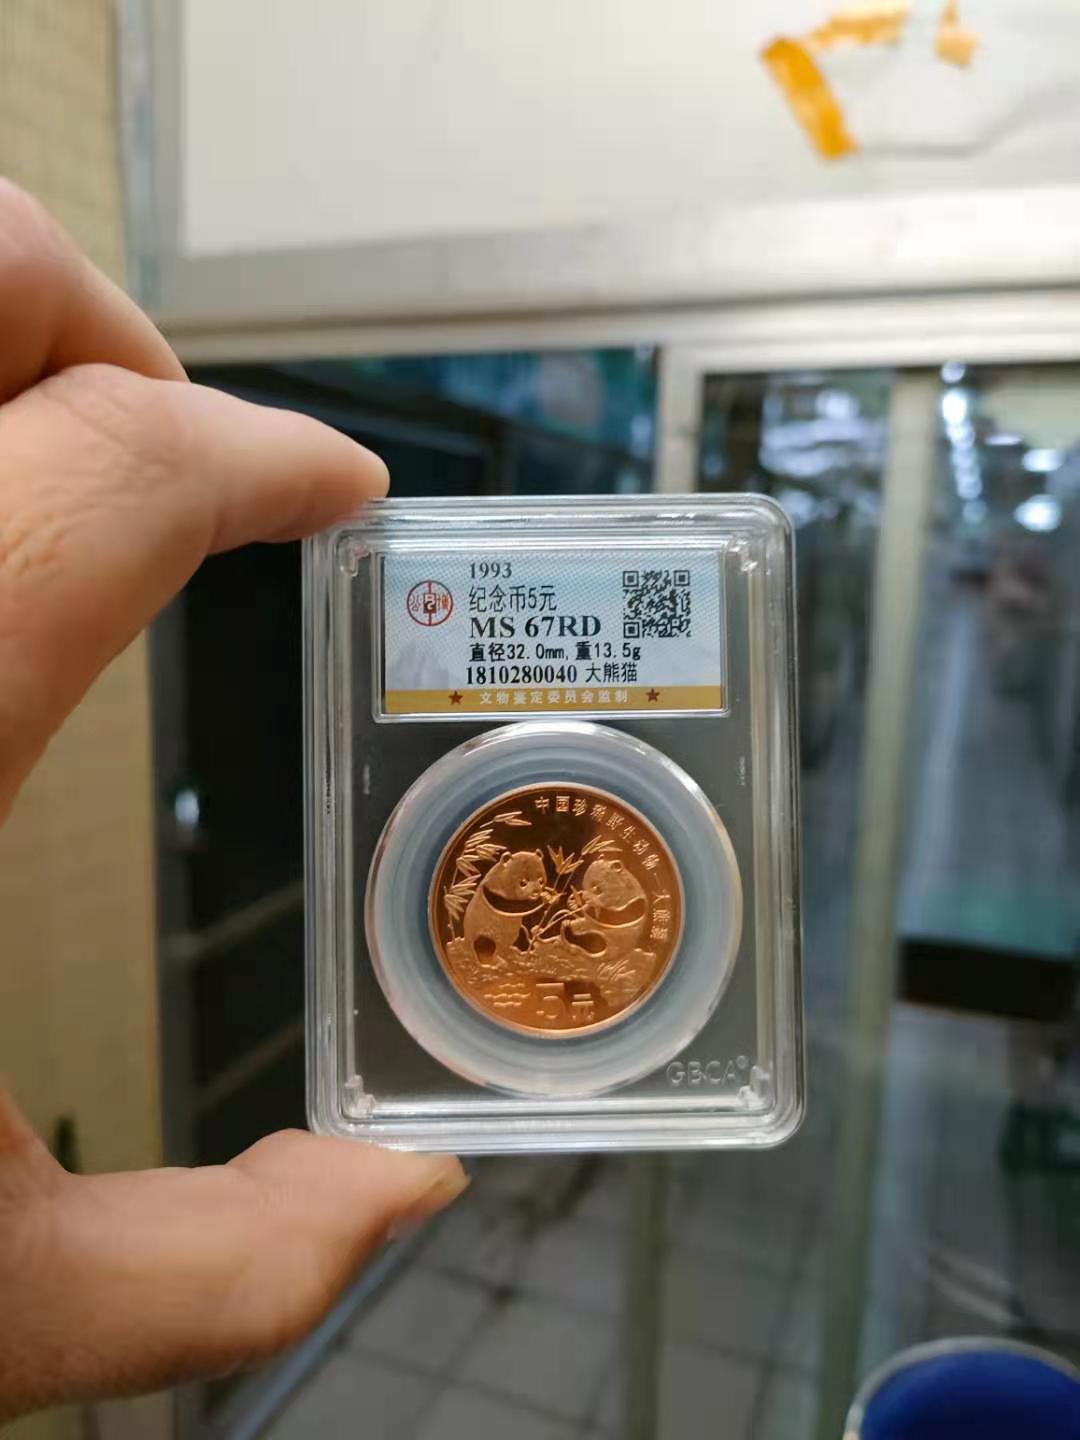 1993
纪念币5元
MS 67RD
直径32.0mm,重13.5g
1810280040 大熊猫
★ 文物鉴定委员会监制 ★
公博
中国珍稀野生动物—大熊猫
5元
GBCA